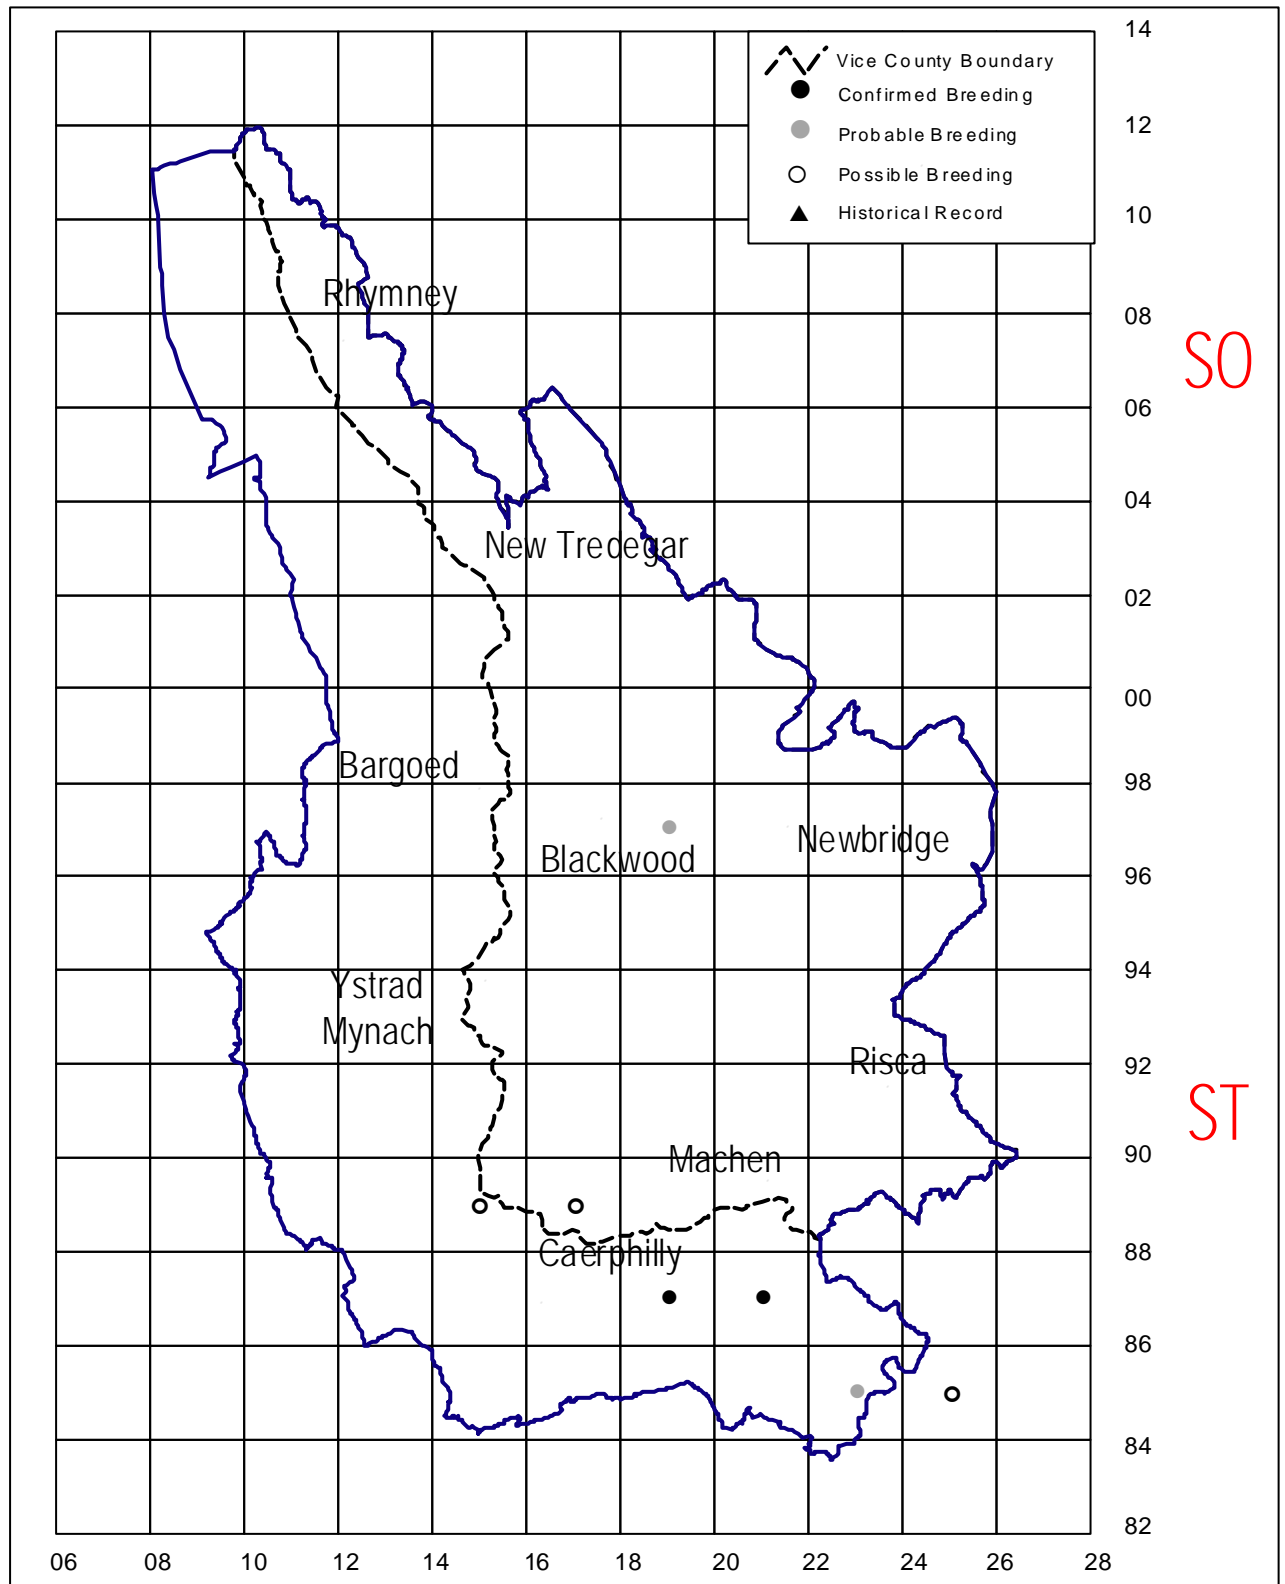 14
Vice County Boundary
Confirmed Breeding
12
Probable Breeding
Possible Breeding
Historical Record
10
Rhymney
08
SO
06
04
New Tredegar
02
00
Bargoed
98
Newbridge
Blackwood
96
Ystrad
Mynach
94
Risca
92
ST
Machen
90
Caerphilly
88
86
84
82
06 08 10 12 14 16 18 20 22 24 26 28